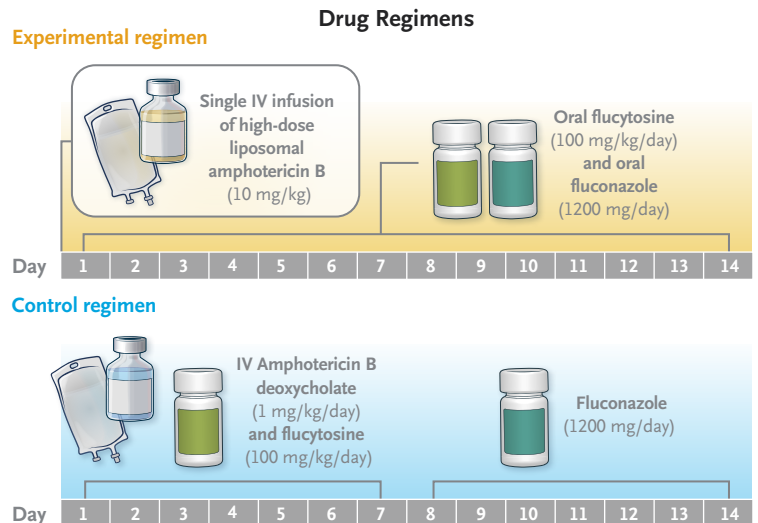 Drug Regimens
Experimental regimen
Single IV infusion
of high-dose
liposomal
amphotericin B
(10 mg/kg)
Oral flucytosine
(100 mg/kg/day)
and oral
fluconazole
(1200 mg/day)
Day 1 2 3 4 5 6 7 8 9 10 11 12 13 14
Control regimen
IV Amphotericin B
deoxycholate
(1 mg/kg/day)
and flucytosine
(100 mg/kg/day)
Fluconazole
(1200 mg/day)
Day 1 2 3 4 5 6 7 8 9 10 11 12 13 14